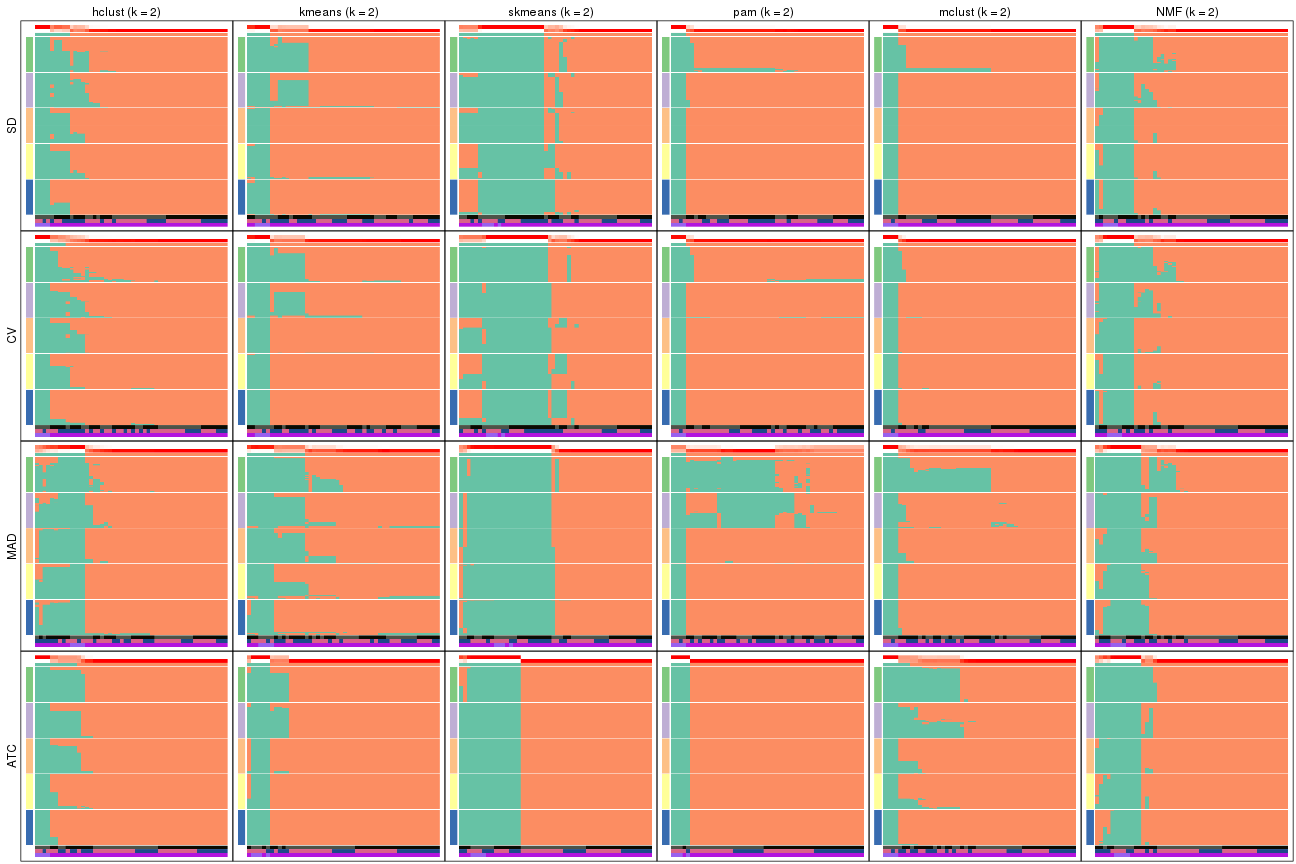 hclust (k = 2) kmeans (k = 2) skmeans (k = 2) pam (k = 2) mclust (k = 2) NMF (k = 2)
SD
CV
MAD
ATC